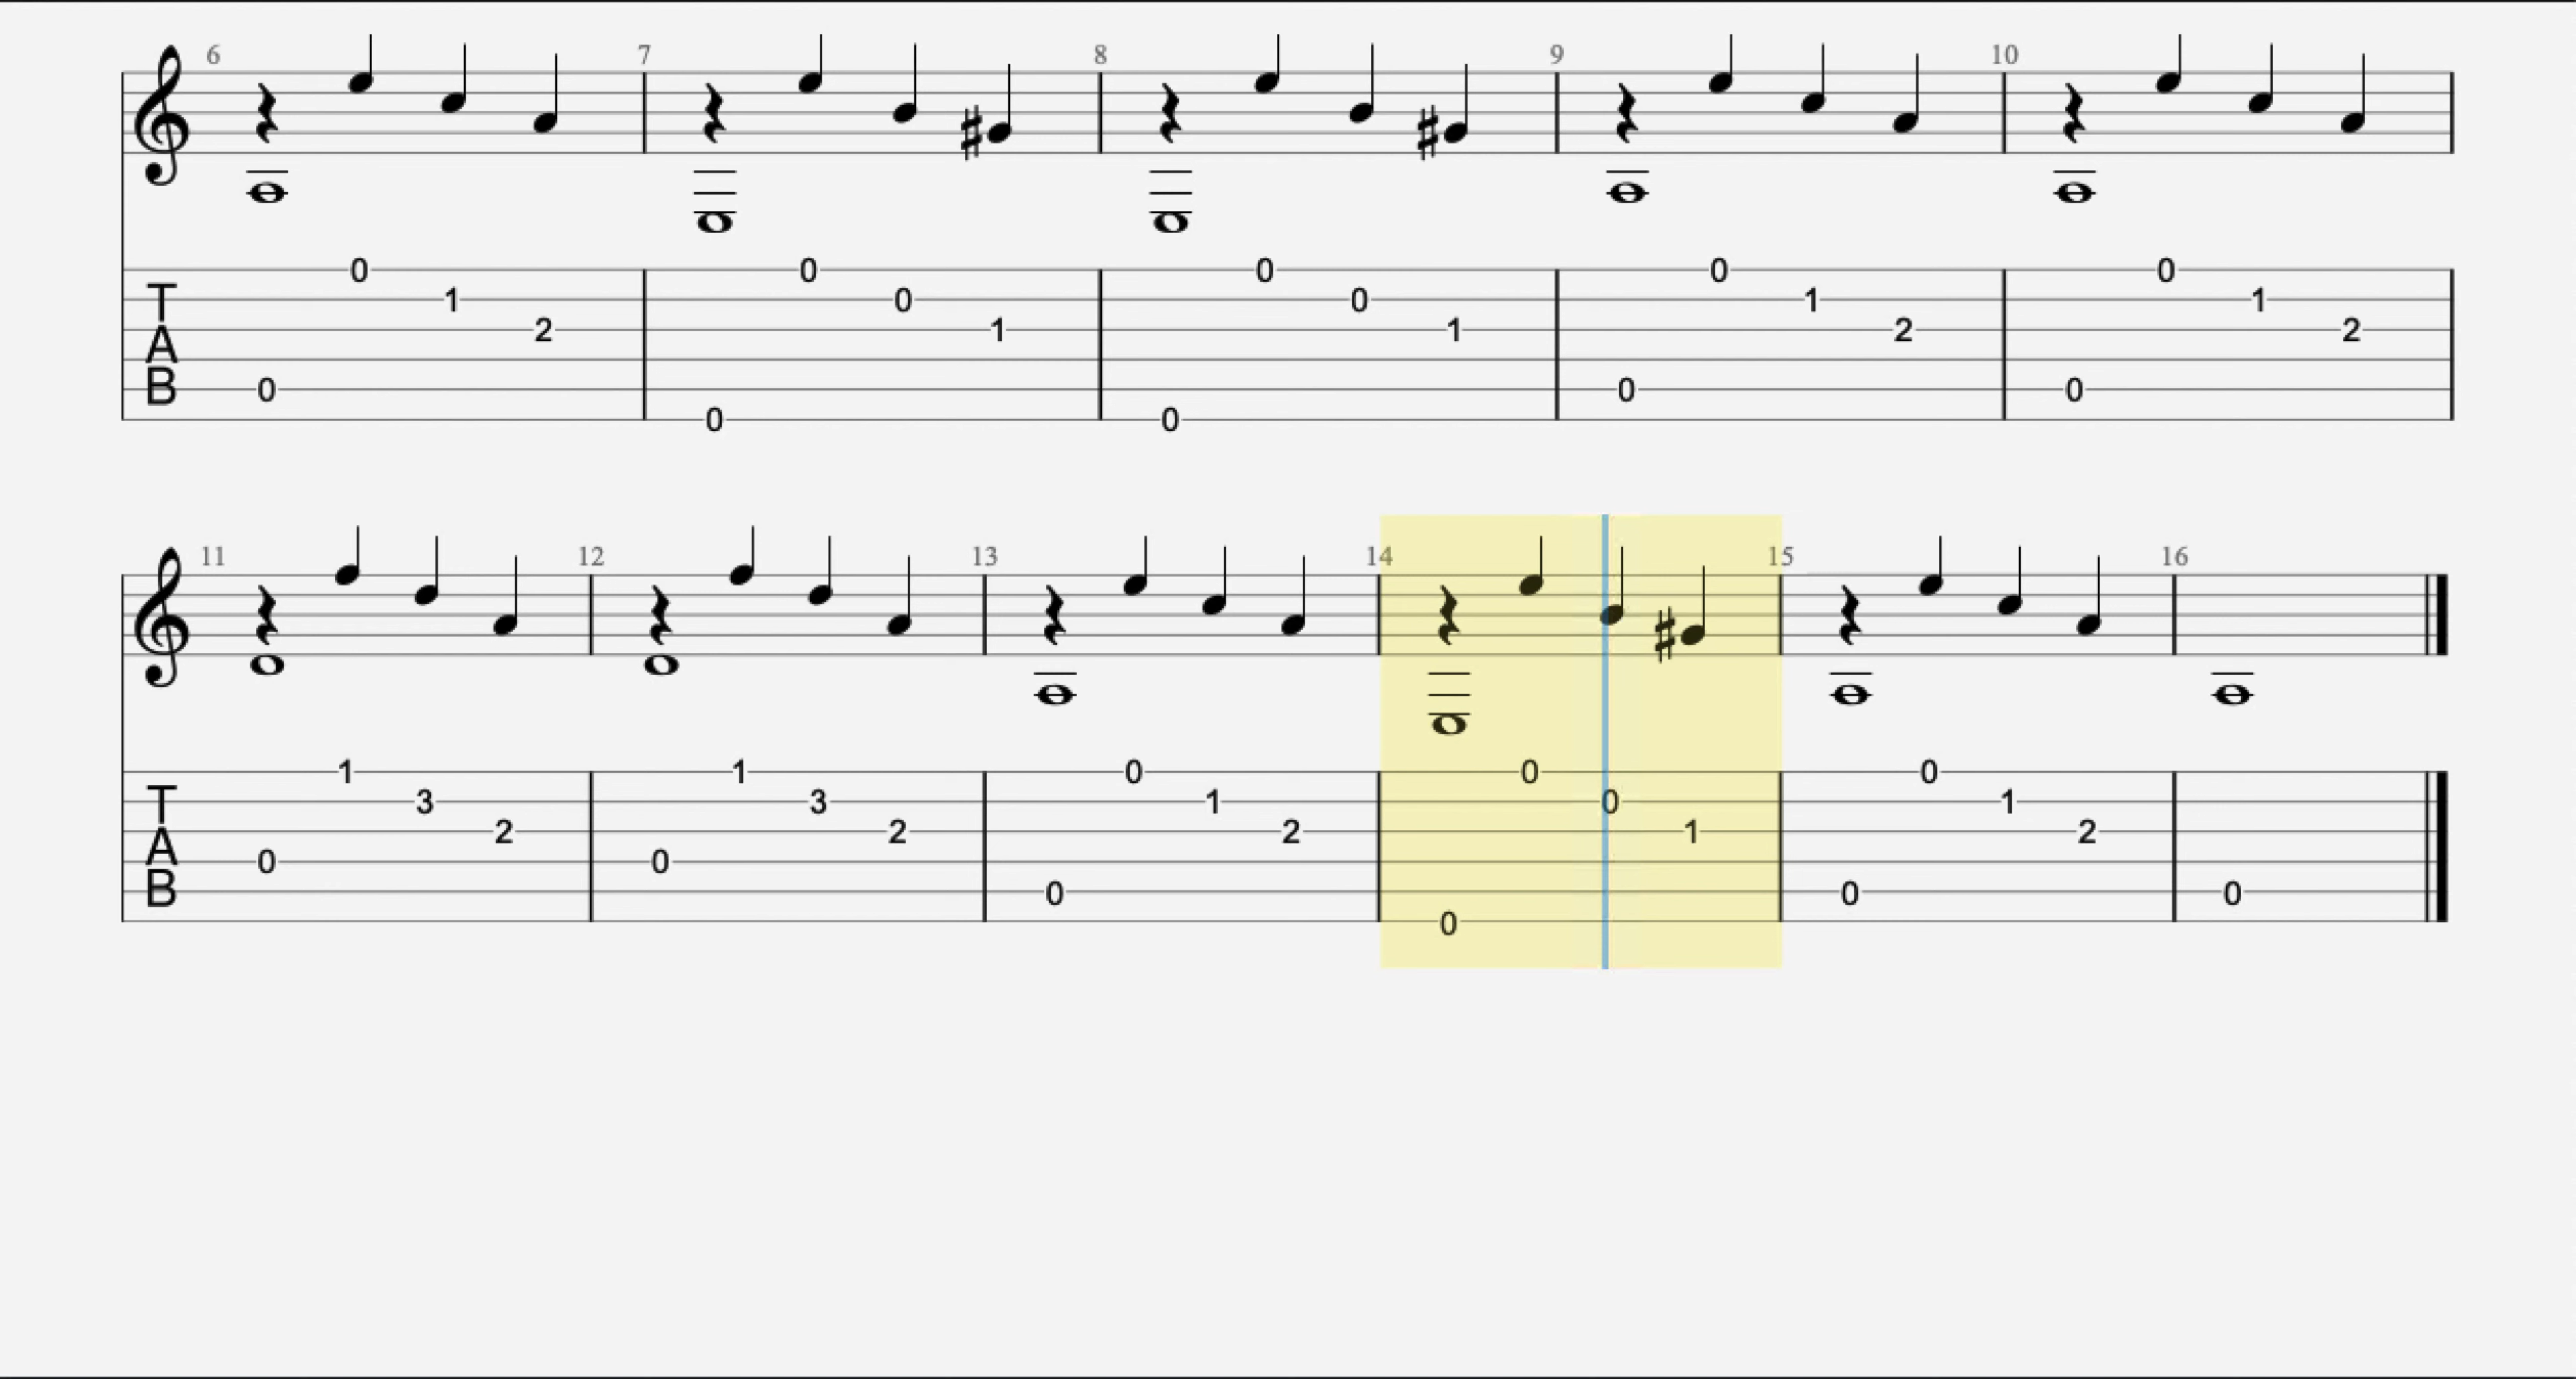 6 7 8 9 10
0 0 0 0 0
T 1 0 0 1 1
A 2 1 1 2 2
B 0 0 0
0 0
11 12 13 14 15 16
1 1 0 0 0
T 3 3 1 0 1
2 2 2 1 2
A 0 0
B 0 0 0
0